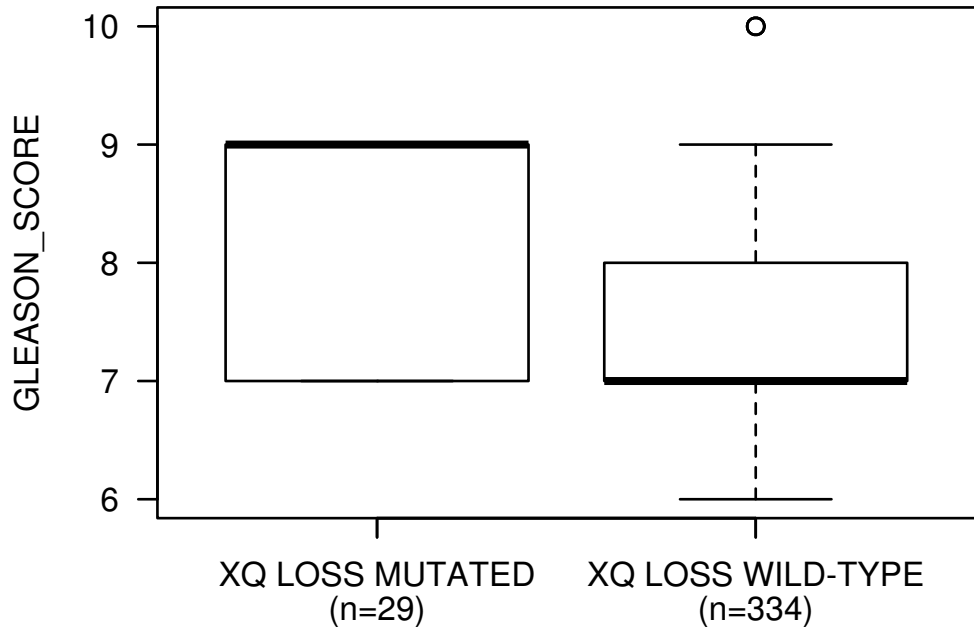 GLEASON_SCORE
10
9
8
7
6
XQ LOSS MUTATED
(n=29)
XQ LOSS WILD-TYPE
(n=334)